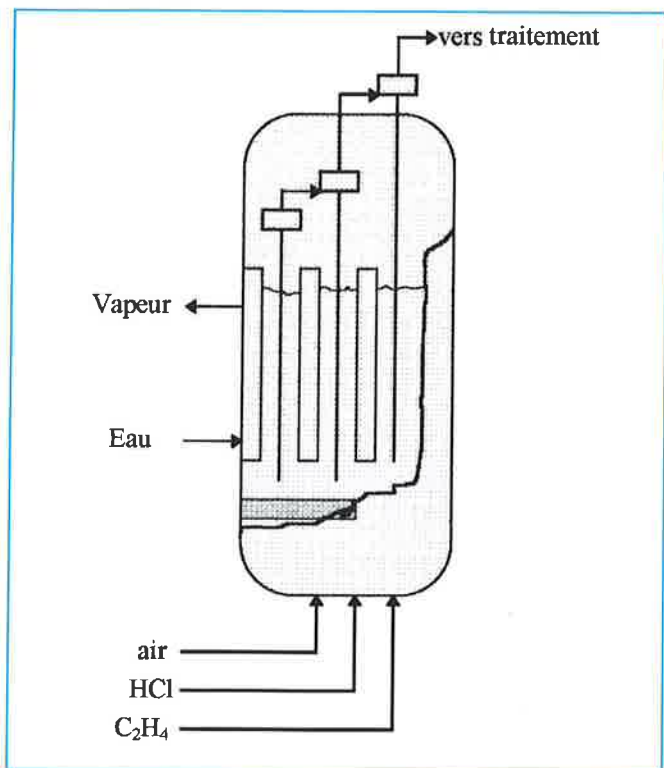 vers traitement
Vapeur
Eau
air
HCl
C₂H₄